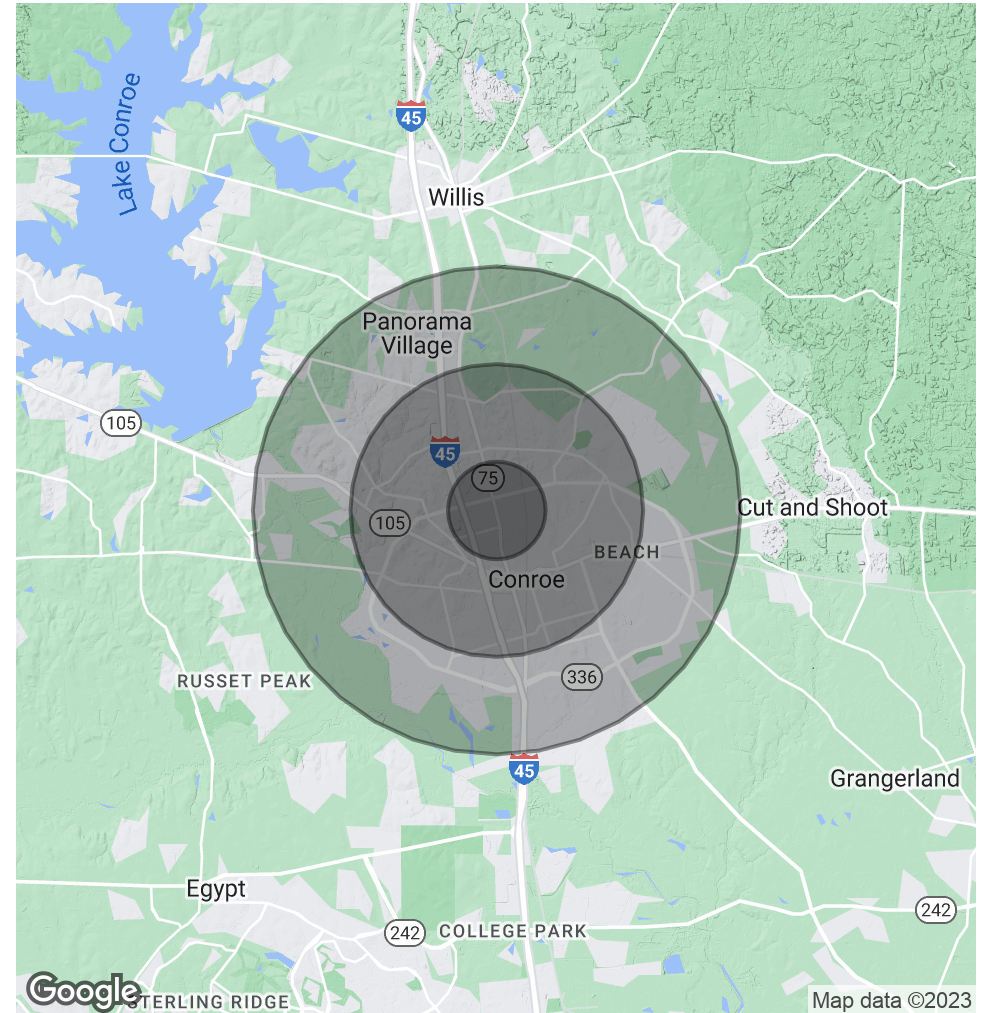 45
Lake Conroe
Willis
Panorama
Village
105
45
75
105
Cut and Shoot
BEACH
Conroe
RUSSET PEAK
336
45
Grangerland
Egypt
242
242
COLLEGE PARK
Google
STERLING RIDGE
Map data ©2023